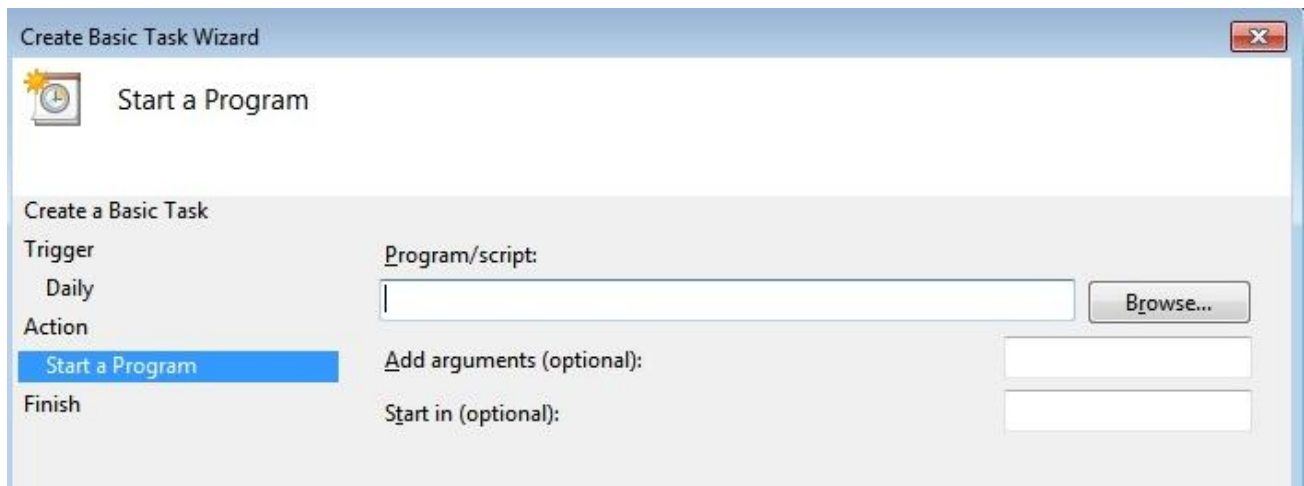 Create Basic Task Wizard
Start a Program
Create a Basic Task
Trigger
Daily
Action
Start a Program
Finish
Program/script:
Browse...
Add arguments (optional):
Start in (optional):